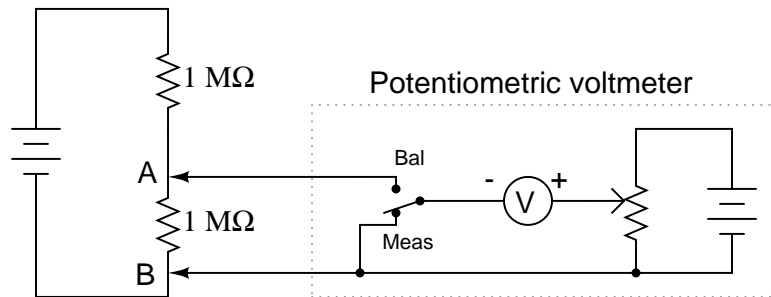 1 MΩ
Potentiometric voltmeter
A
Bal
- V +
1 MΩ
Meas
B